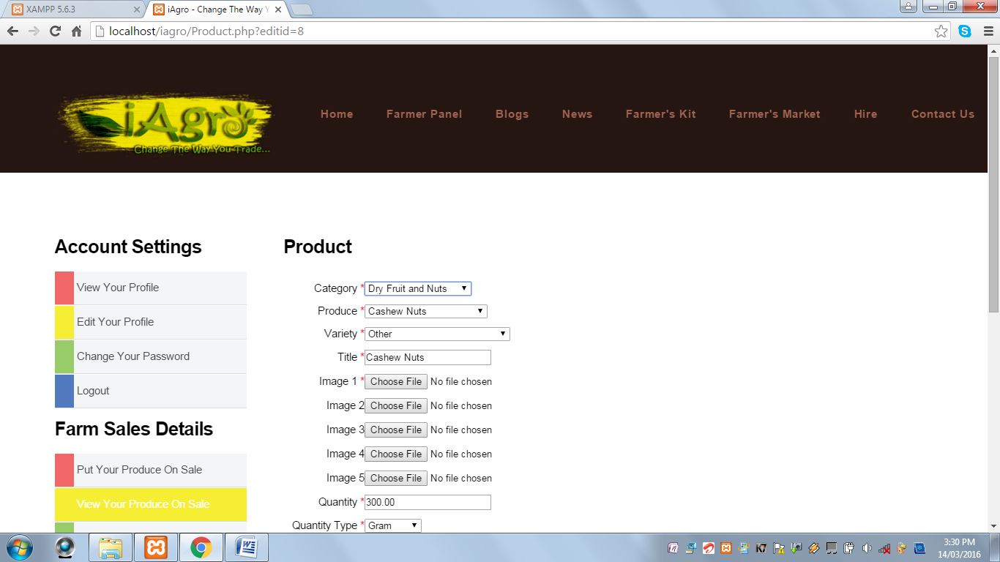 XAMPP 5.6.3
iAgro - Change The Way Y
localhost/iagro/Product.php?editid=8
iAgro
Change The Way You Trade...
Home Farmer Panel Blogs News Farmer's Kit Farmer's Market Hire Contact Us
Account Settings
View Your Profile
Edit Your Profile
Change Your Password
Logout
Farm Sales Details
Put Your Produce On Sale
View Your Produce On Sale
Product
Category * Dry Fruit and Nuts
Produce * Cashew Nuts
Variety * Other
Title * Cashew Nuts
Image 1 * Choose File No file chosen
Image 2 Choose File No file chosen
Image 3 Choose File No file chosen
Image 4 Choose File No file chosen
Image 5 Choose File No file chosen
Quantity * 300.00
Quantity Type * Gram
K7
3:30 PM
14/03/2016